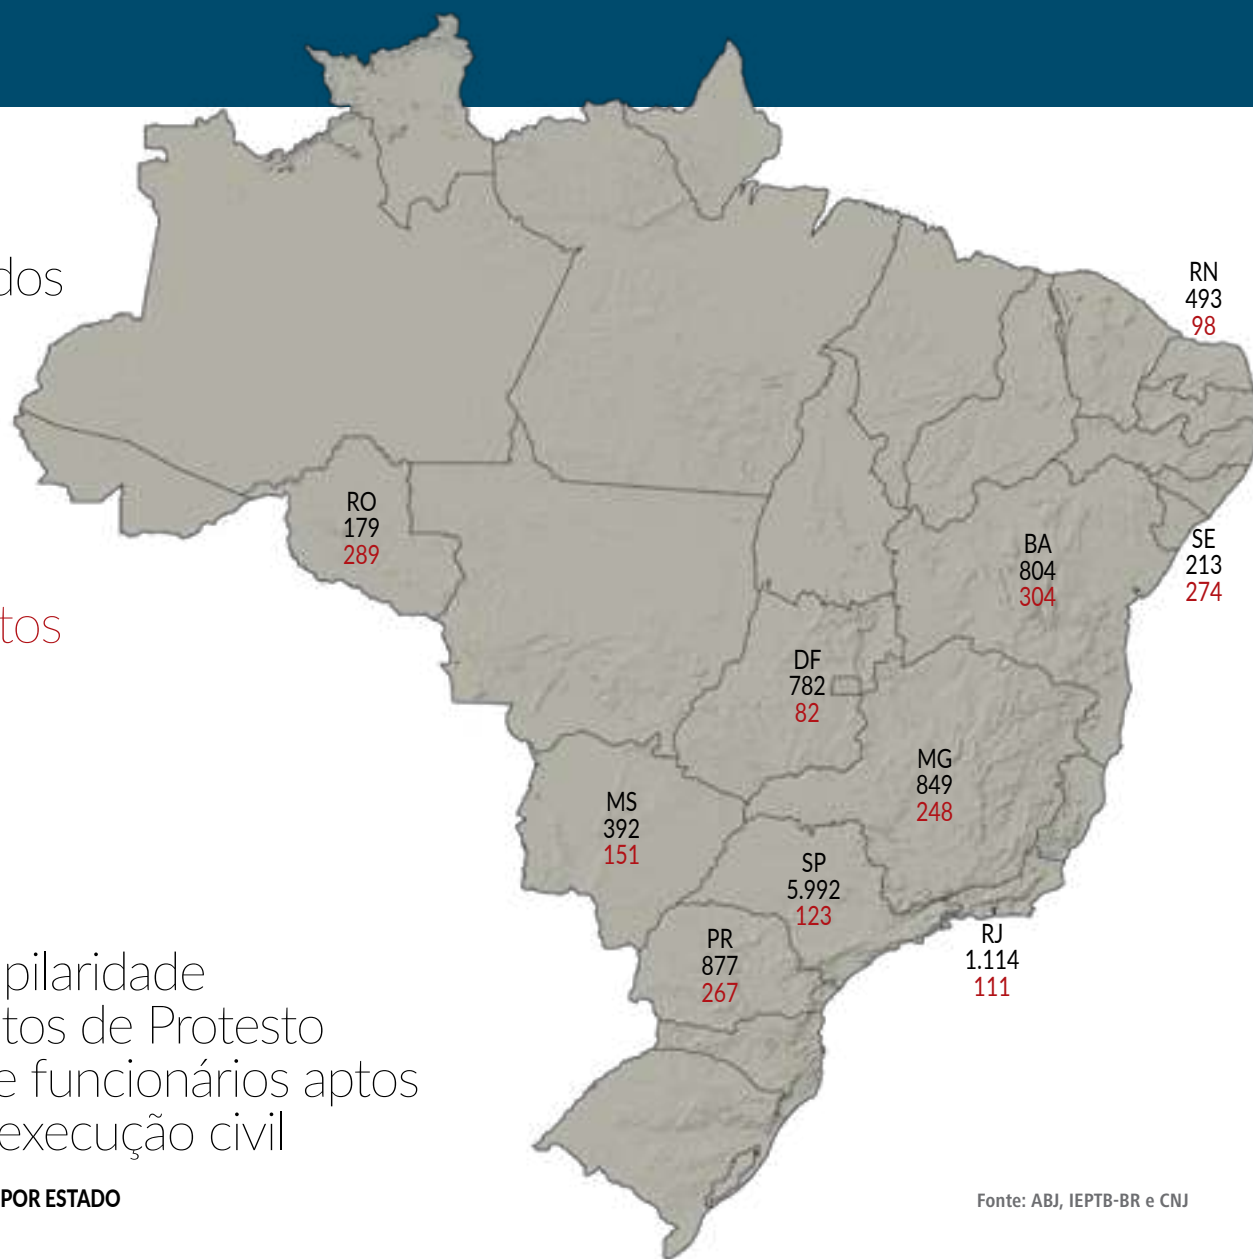 dos
tos
RN
493
98
RO
179
289
BA
804
304
SE
213
274
DF
782
82
MG
849
248
MS
392
151
SP
5.992
123
PR
877
267
RJ
1.114
111
pilaridade
tos de Protesto
e funcionários aptos
execução civil
POR ESTADO
Fonte: ABJ, IEPTB-BR e CNJ